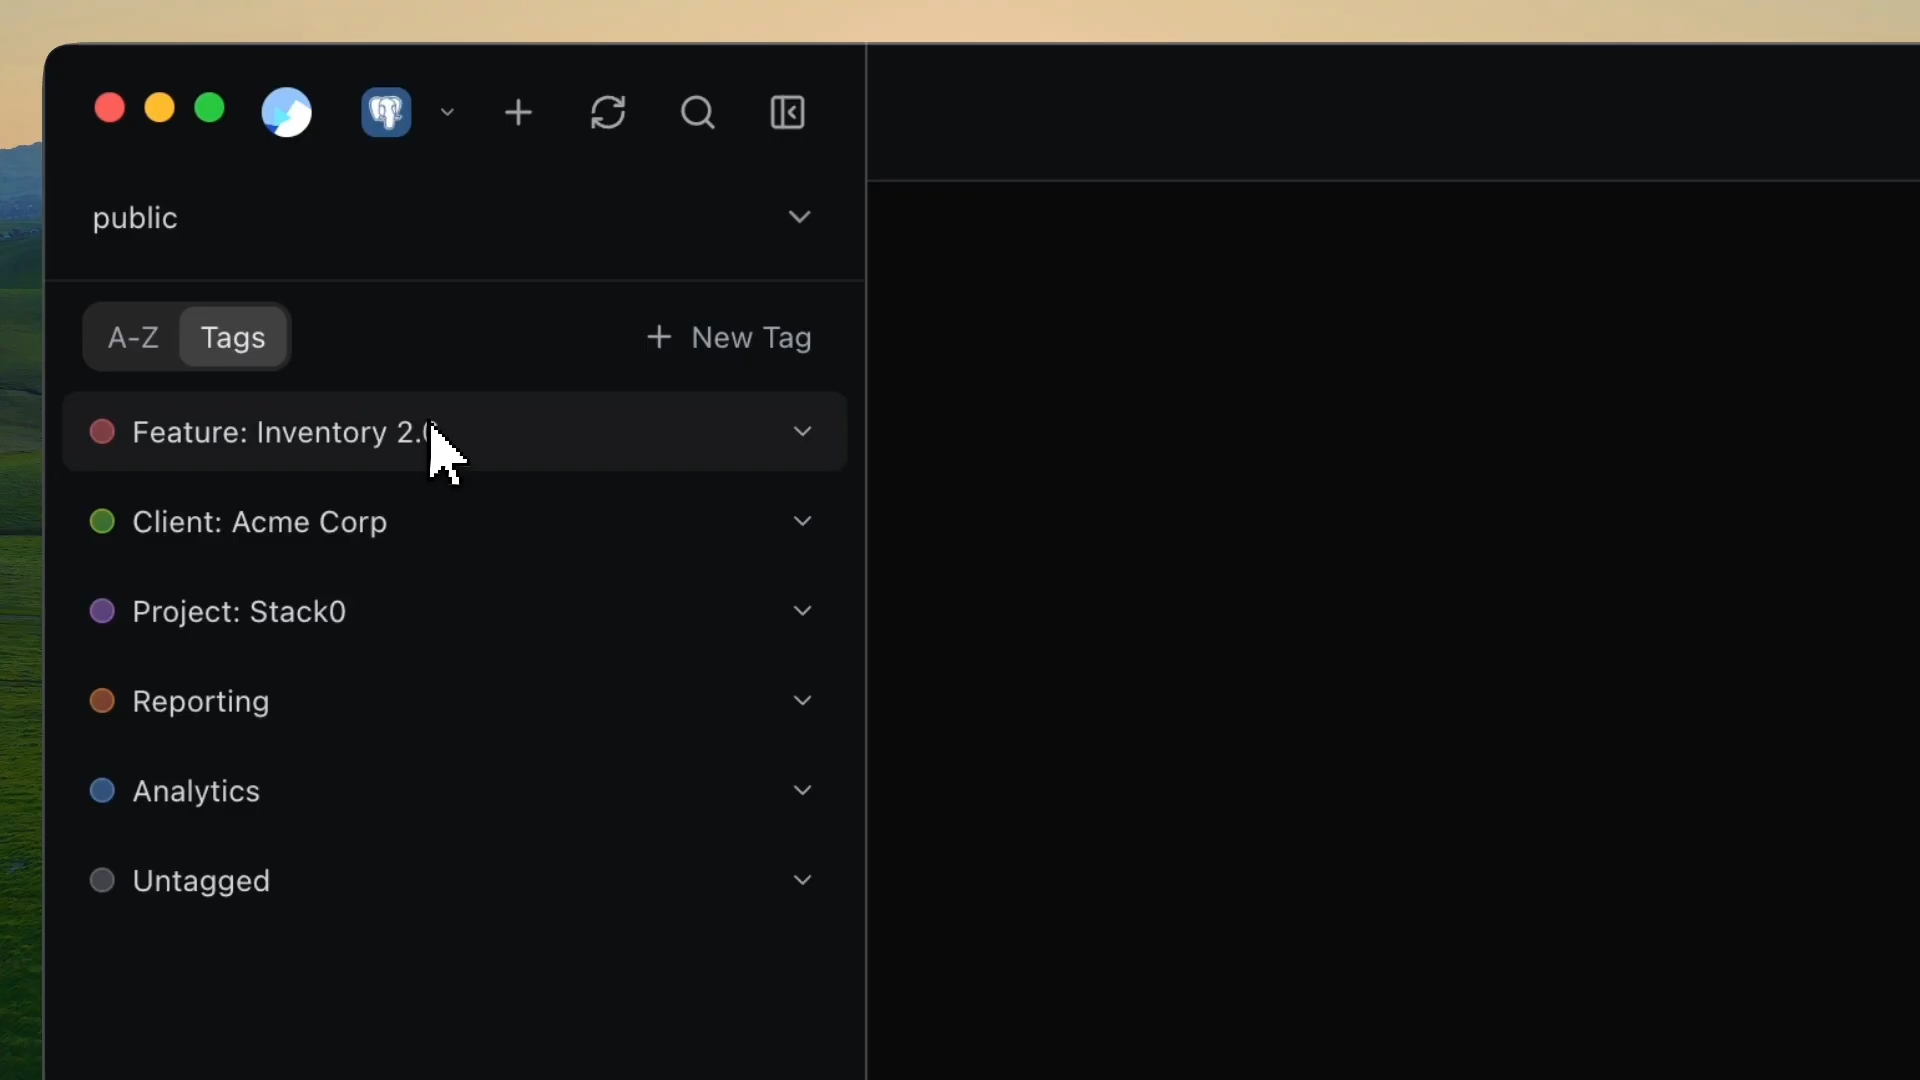 public
A-Z Tags + New Tag
Feature: Inventory 2.
Client: Acme Corp
Project: Stack0
Reporting
Analytics
Untagged